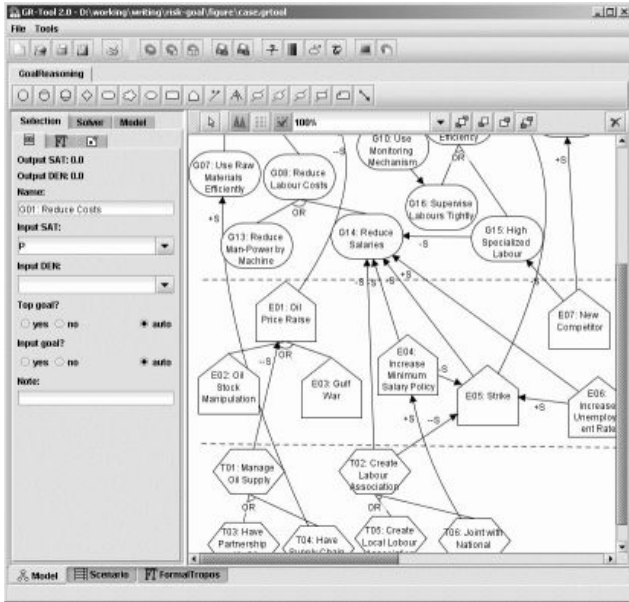 GR-Tool 2.0 - D:\working\writing\risk-goal\figure\case.grtool
File Tools
GoalReasoning
Selection Solver Model
100%
FT
Output SAT: 0.0
Output DEN: 0.0
Name:
G01: Reduce Costs
Input SAT:
P
Input DEN:
Top goal?
yes no auto
Input goal?
yes no auto
Note:
G10: Use
Monitoring
Mechanism
Efficiency
OR
--S
G07: Use Raw
Materials
Efficiently
G08: Reduce
Labour Costs
+S
OR
G16: Supervise
Labours Tightly
G13: Reduce
Man-Power by
Machine
G14: Reduce
Salaries
-S
G15: High
Specialized
Labour
-S
-S
-S
+S
-S
E01: Oil
Price Raise
OR
--S
E02: Oil
Stock
Manipulation
E03: Gulf
War
E04:
Increase
Minimum
Salary Policy
-S
E05: Strike
E07: New
Competitor
E06:
Increase
Unemploym
ent Rate
+S
+S
--S
T01: Manage
Oil Supply
OR
T02: Create
Labour
Association
OR
T03: Have
Partnership
T04: Have
Supply Chain
T05: Create
Local Lobour
T06: Joint with
National
Model Scenario FT FormalTropos